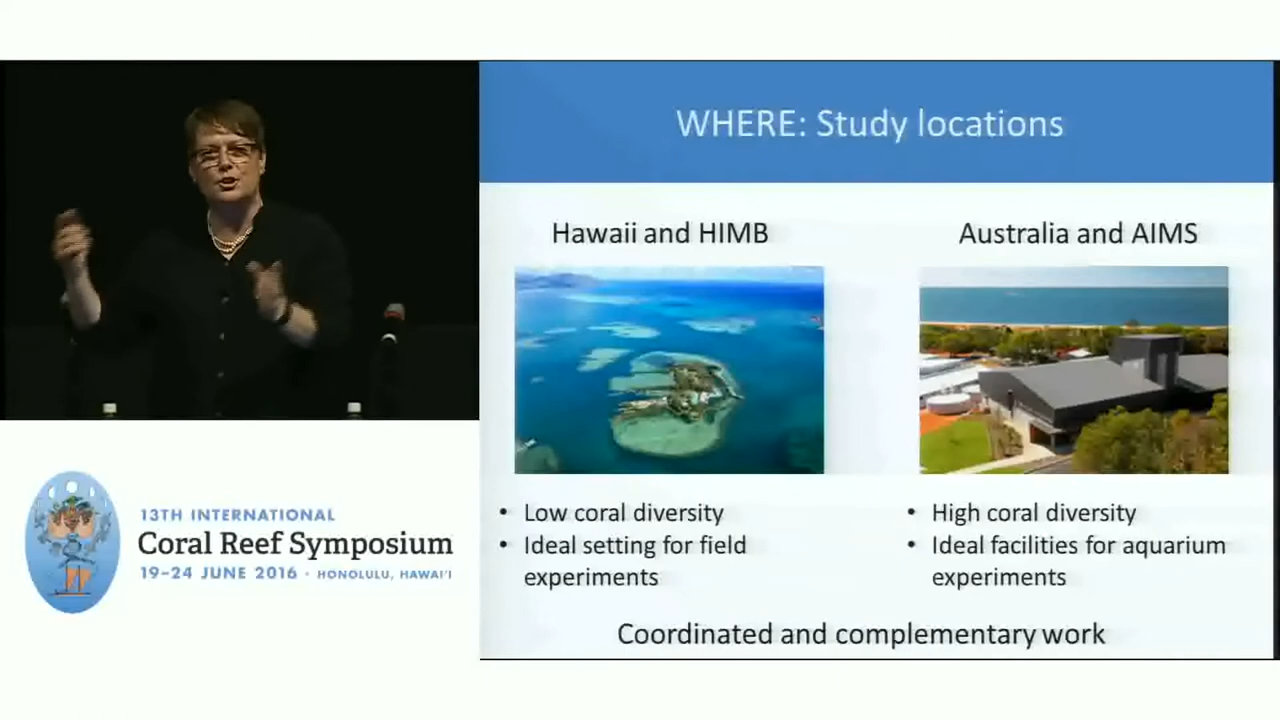 WHERE: Study locations
Hawaii and HIMB
Australia and AIMS
• Low coral diversity
• Ideal setting for field
experiments
• High coral diversity
• Ideal facilities for aquarium
experiments
Coordinated and complementary work
13TH INTERNATIONAL
Coral Reef Symposium
19–24 JUNE 2016 · HONOLULU, HAWAI'I